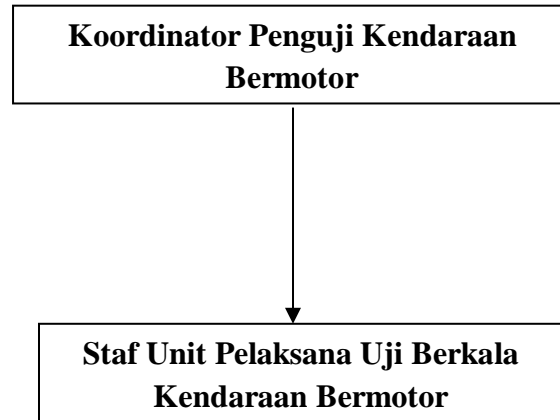 Koordinator Penguji Kendaraan
Bermotor
Staf Unit Pelaksana Uji Berkala
Kendaraan Bermotor